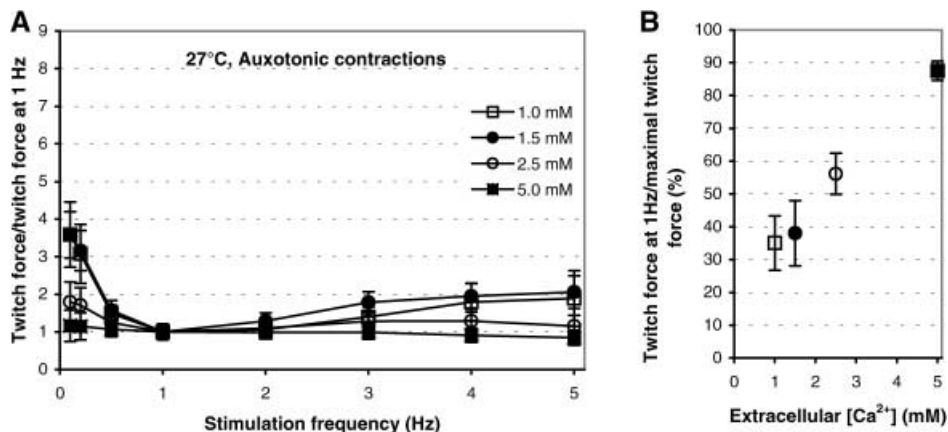 A
27°C, Auxotonic contractions
1.0 mM
1.5 mM
2.5 mM
5.0 mM
Twitch force/twitch force at 1 Hz
9
8
7
6
5
4
3
2
1
0
0 1 2 3 4 5
Stimulation frequency (Hz)
B
Twitch force at 1Hz/maximal twitch
force (%)
100
90
80
70
60
50
40
30
20
10
0
0 1 2 3 4 5
Extracellular [Ca²⁺] (mM)